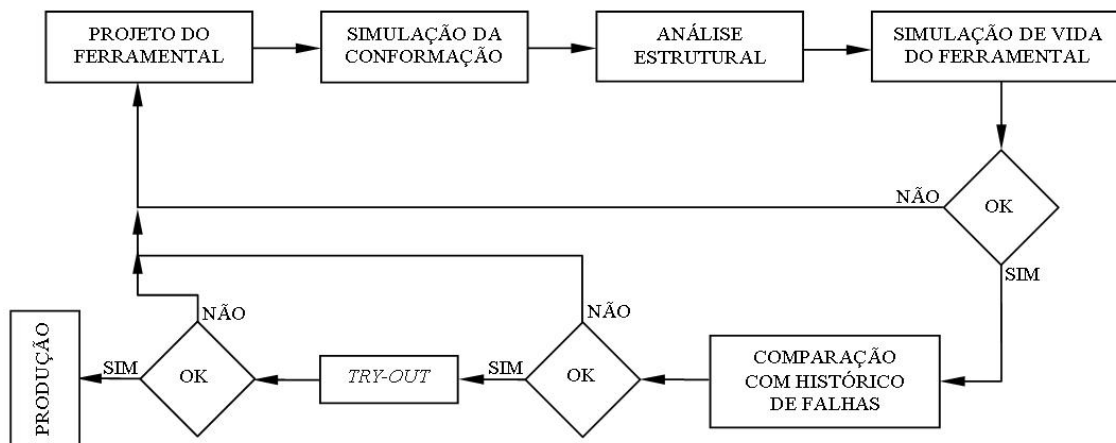 PROJETO DO
FERRAMENTAL
SIMULAÇÃO DA
CONFORMAÇÃO
ANÁLISE
ESTRUTURAL
SIMULAÇÃO DE VIDA
DO FERRAMENTAL
NÃO
OK
SIM
COMPARAÇÃO
COM HISTÓRICO
DE FALHAS
NÃO
OK
SIM
TRY-OUT
NÃO
OK
SIM
PRODUÇÃO